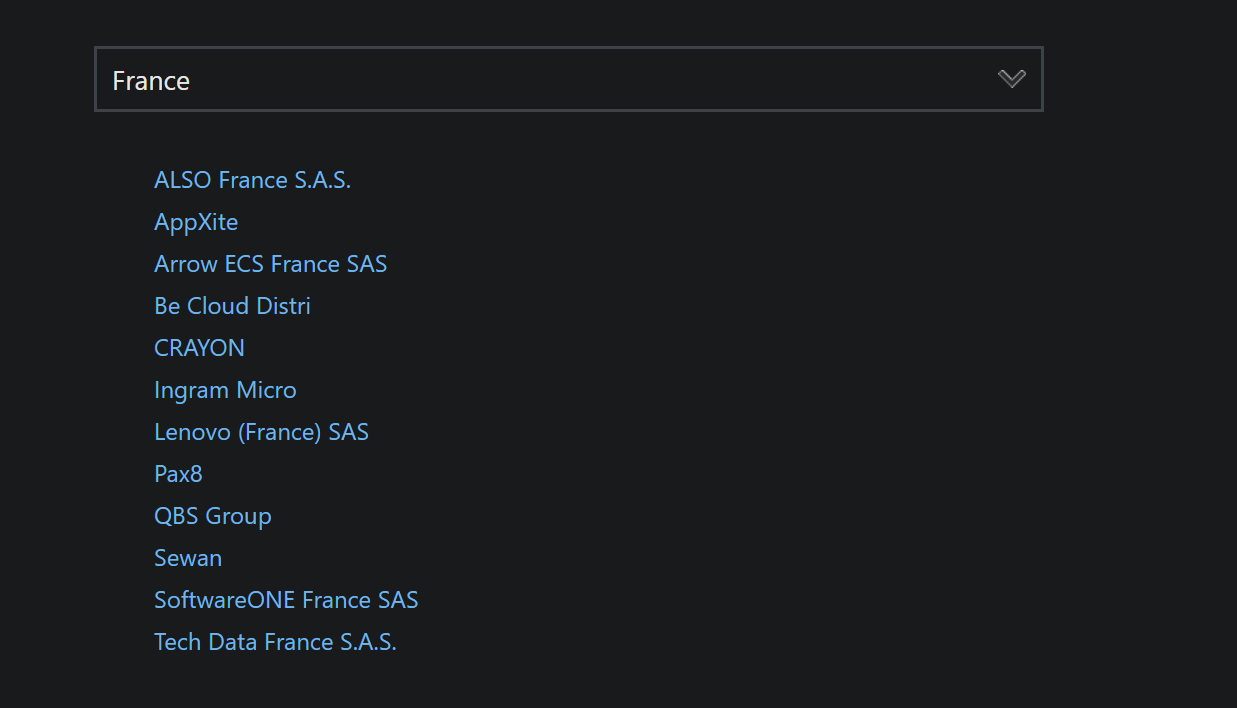 France
ALSO France S.A.S.
AppXite
Arrow ECS France SAS
Be Cloud Distri
CRAYON
Ingram Micro
Lenovo (France) SAS
Pax8
QBS Group
Sewan
SoftwareONE France SAS
Tech Data France S.A.S.